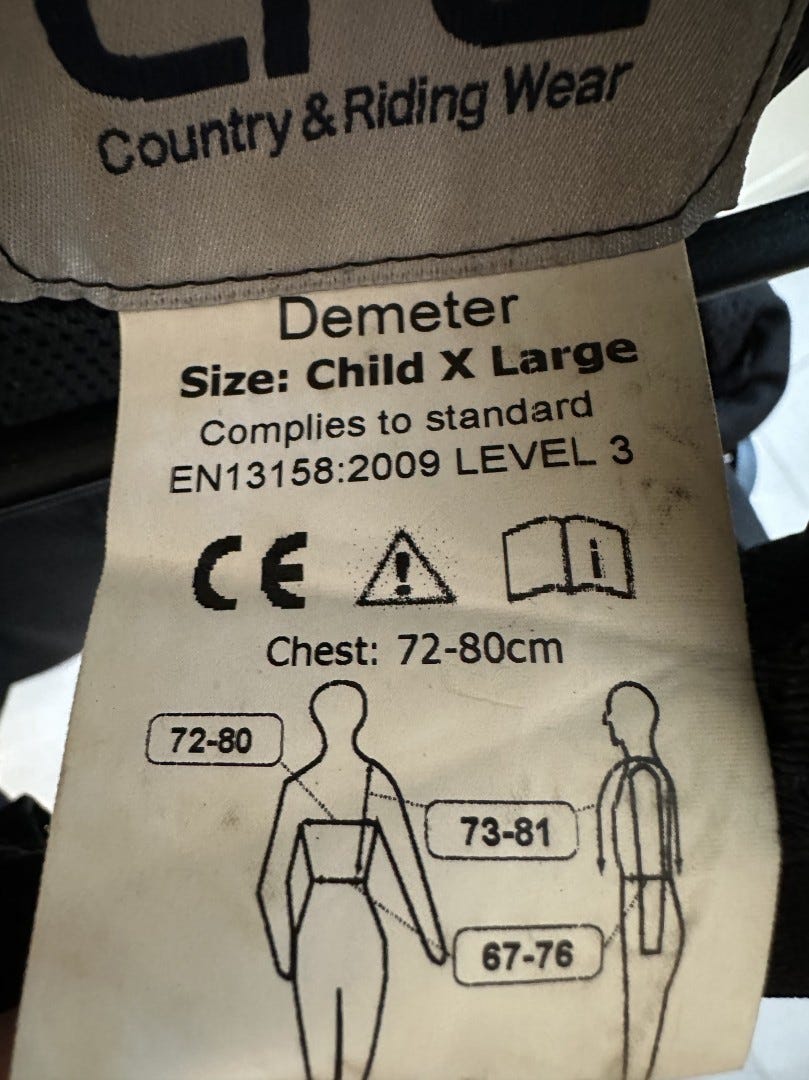 Country & Riding Wear
Demeter
Size: Child X Large
Complies to standard
EN13158:2009 LEVEL 3
CE
!
i
Chest: 72-80cm
72-80
73-81
67-76